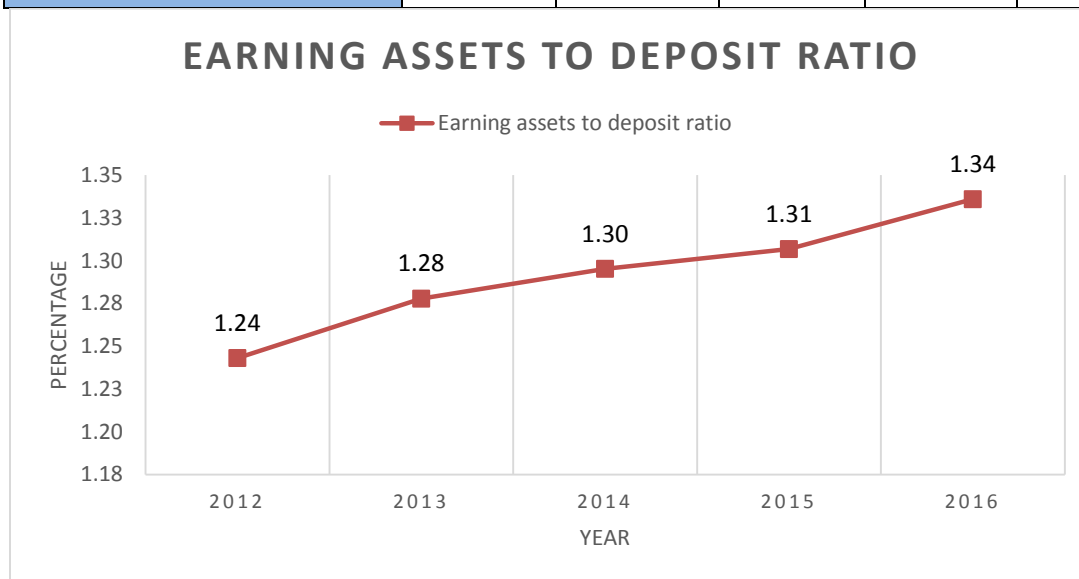 EARNING ASSETS TO DEPOSIT RATIO
Earning assets to deposit ratio
1.35
1.33
1.30
1.28
1.25
1.23
1.20
1.18
PERCENTAGE
1.24
1.28
1.30
1.31
1.34
2012 2013 2014 2015 2016
YEAR